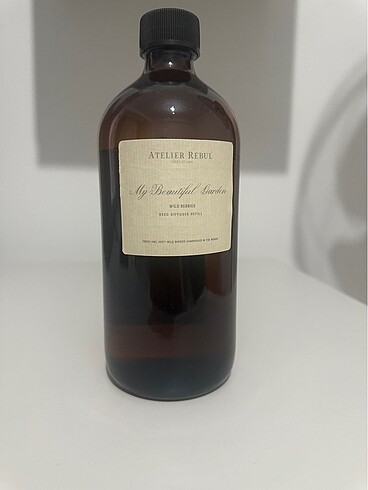 ATELIER REBUL
My Beautiful Garden
WILD BERRIES
REED DIFFUSER REFILL